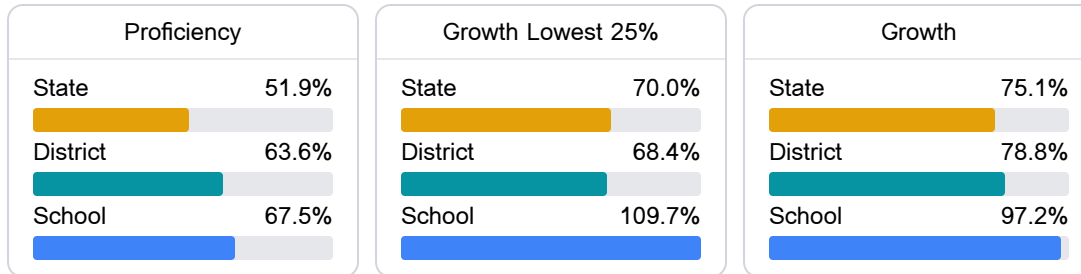 Proficiency
State 51.9%
District 63.6%
School 67.5%
Growth Lowest 25%
State 70.0%
District 68.4%
School 109.7%
Growth
State 75.1%
District 78.8%
School 97.2%